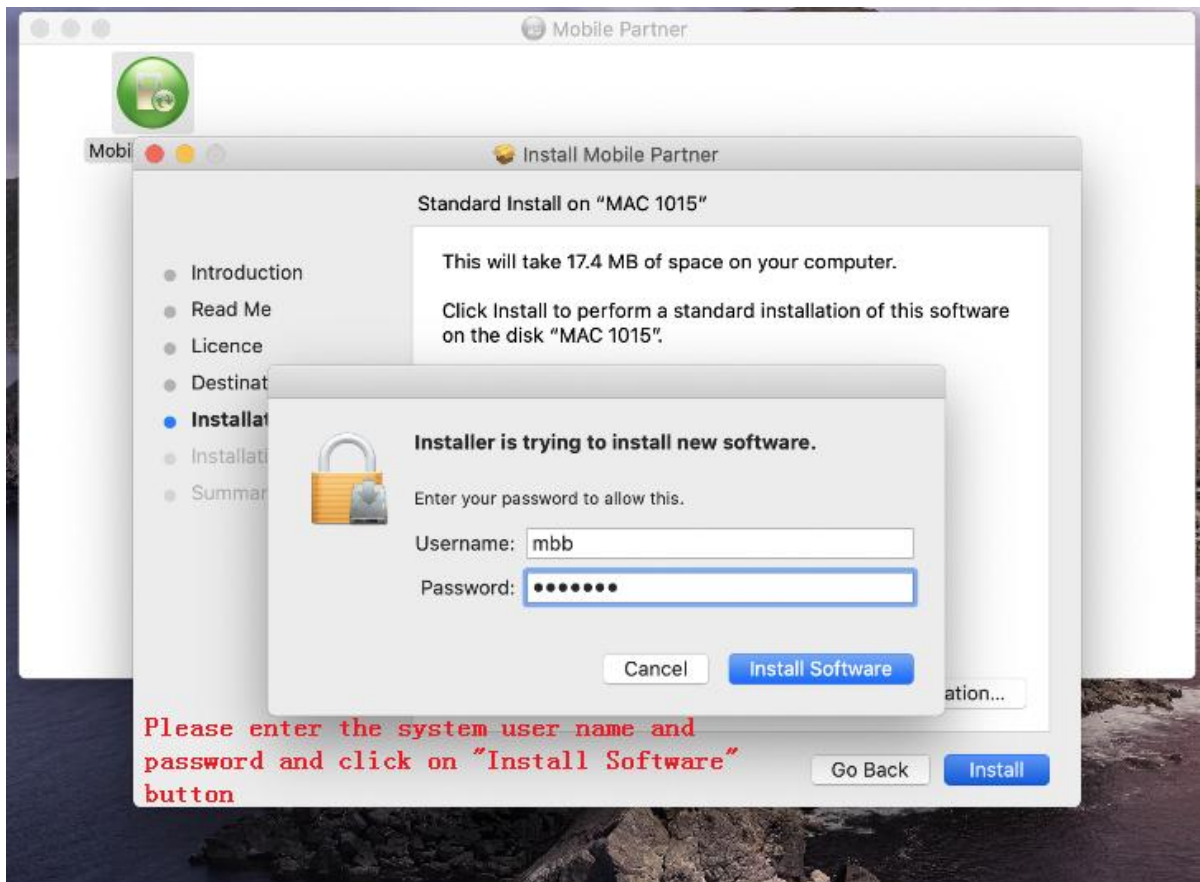 Mobile Partner
Mobi
Install Mobile Partner
Standard Install on “MAC 1015”
Introduction
Read Me
Licence
Destinat
Installat
Installati
Summar
This will take 17.4 MB of space on your computer.
Click Install to perform a standard installation of this software
on the disk “MAC 1015”.
Installer is trying to install new software.
Enter your password to allow this.
Username: mbb
Password: •••••••
Cancel
Install Software
ation...
Please enter the system user name and
password and click on "Install Software"
button
Go Back
Install